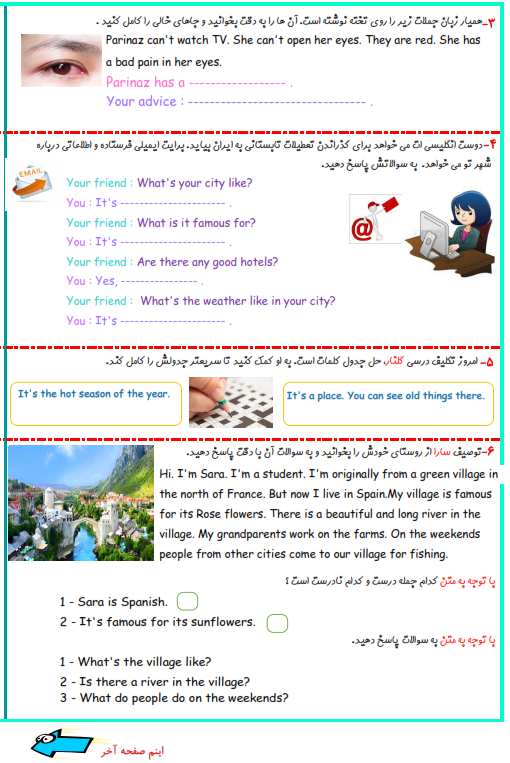 ۳-همیار زبان جملات زیر را روی تخته نوشته است. آن ها را به دقت بخوانید و جاهای خالی را کامل کنید .
Parinaz can't watch TV. She can't open her eyes. They are red. She has
a bad pain in her eyes.
Parinaz has a ------------------ .
Your advice : --------------------------------- .
۴-دوست انگلیسی ات می خواهد برای گذراندن تعطیلات تابستانی به ایران بیاید. برایت ایمیلی فرستاده و اطلاعاتی درباره
شهر تو می خواهد. به سوالاتش پاسخ دهید.
EMAIL
Your friend : What's your city like?
You : It's -------------------- .
Your friend : What is it famous for?
You : It's -------------------- .
@
Your friend : Are there any good hotels?
You : Yes, --------------- .
Your friend : What's the weather like in your city?
You : It's -------------------- .
۵- امروز تکلیف درسی کلنار، حل جدول کلمات است. به او کمک کنید تا سریعتر جدولش را کامل کند.
It's the hot season of the year.
It's a place. You can see old things there.
۶-توصیف سارا از روستای خودش را بخوانید و به سوالات آن با دقت پاسخ دهید.
Hi. I'm Sara. I'm a student. I'm originally from a green village in
the north of France. But now I live in Spain.My village is famous
for its Rose flowers. There is a beautiful and long river in the
village. My grandparents work on the farms. On the weekends
people from other cities come to our village for fishing.
با توجه به متن کدام جمله درست و کدام نادرست است؟
1 - Sara is Spanish.
2 - It's famous for its sunflowers.
با توجه به متن به سوالات پاسخ دهید.
1 - What's the village like?
2 - Is there a river in the village?
3 - What do people do on the weekends?
اینم صفحه آخر